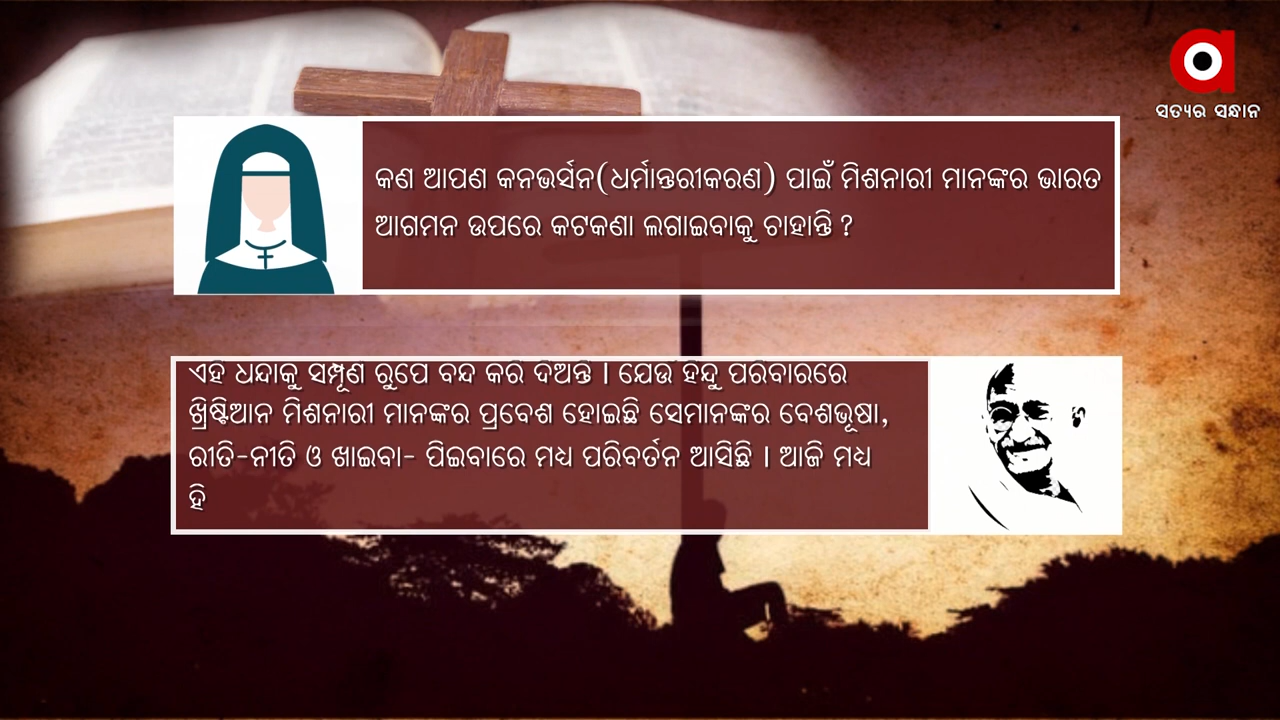 ସତ୍ୟର ସନ୍ଧାନ
କଣ ଆପଣ କନଭର୍ସନ(ଧର୍ମାନ୍ତରୀକରଣ) ପାଇଁ ମିଶନାରୀ ମାନଙ୍କର ଭାରତ
ଆଗମନ ଉପରେ କଟକଣା ଲଗାଇବାକୁ ଚାହାନ୍ତି ?
ଏହି ଧନ୍ଦାକୁ ସମ୍ପୂଣ ରୁପେ ବନ୍ଦ କରି ଦିଅନ୍ତି । ଯେଉ ହିନ୍ଦୁ ପରିବାରରେ
ଖ୍ରିଷ୍ଟିଆନ ମିଶନାରୀ ମାନଙ୍କର ପ୍ରବେଶ ହୋଇଛି ସେମାନଙ୍କର ବେଶଭୂଷା,
ରୀତି-ନୀତି ଓ ଖାଇବା- ପିଇବାରେ ମଧ୍ୟ ପରିବର୍ତନ ଆସିଛି । ଆଜି ମଧ୍ୟ
ହି